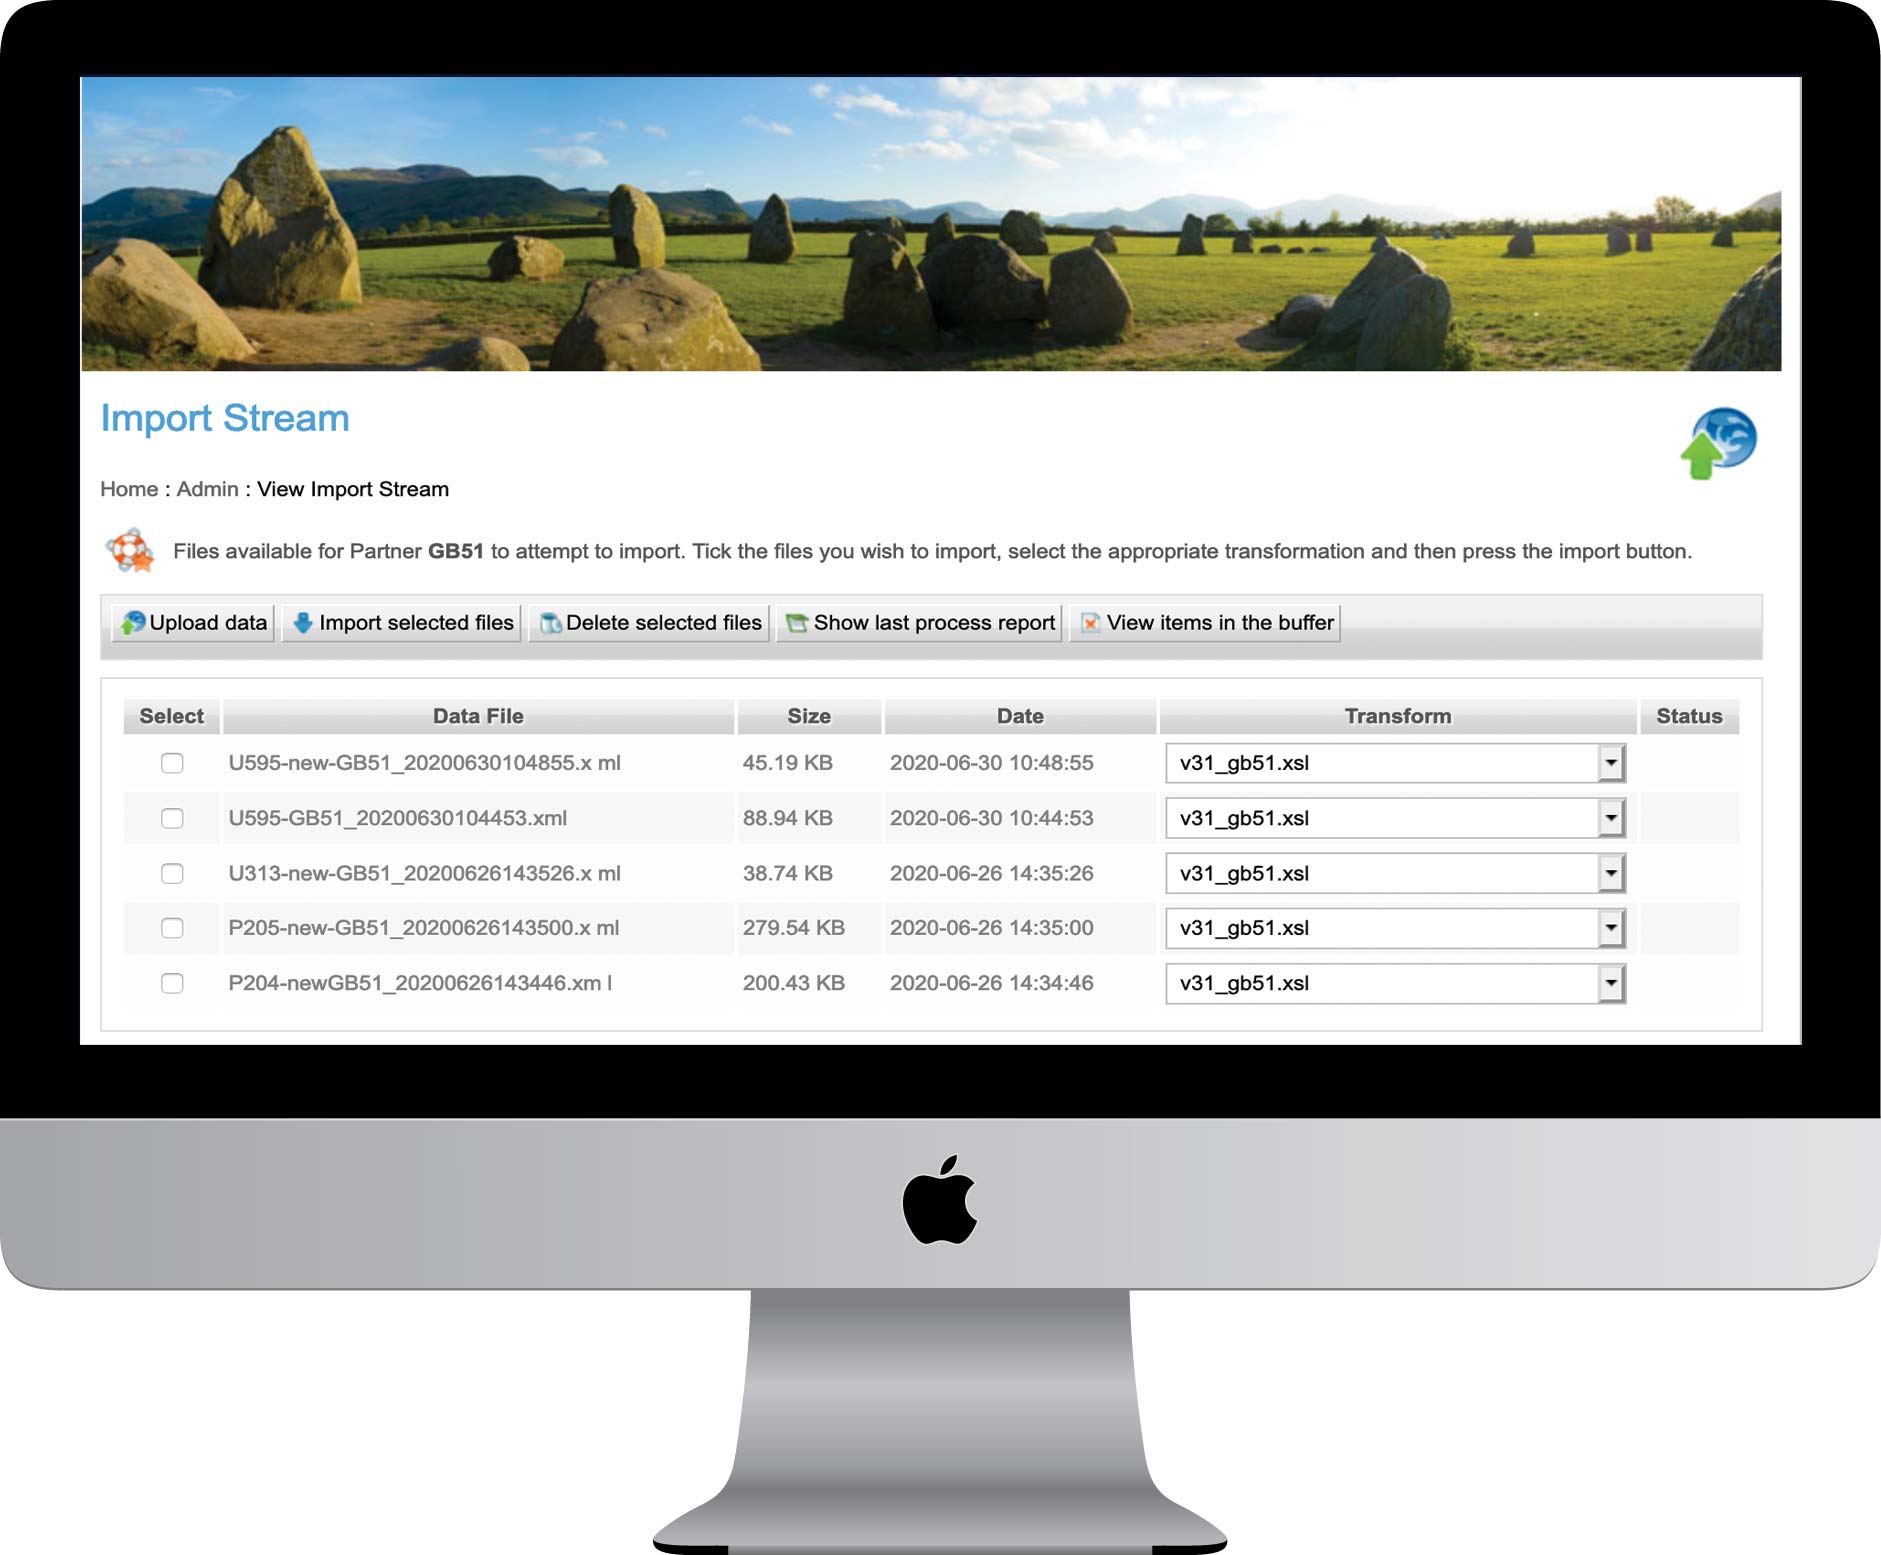 Import Stream
Home : Admin : View Import Stream
Files available for Partner GB51 to attempt to import. Tick the files you wish to import, select the appropriate transformation and then press the import button.
Upload data Import selected files Delete selected files Show last process report View items in the buffer
Select Data File Size Date Transform Status
U595-new-GB51_20200630104855.x ml 45.19 KB 2020-06-30 10:48:55 v31_gb51.xsl
U595-GB51_20200630104453.xml 88.94 KB 2020-06-30 10:44:53 v31_gb51.xsl
U313-new-GB51_20200626143526.x ml 38.74 KB 2020-06-26 14:35:26 v31_gb51.xsl
P205-new-GB51_20200626143500.x ml 279.54 KB 2020-06-26 14:35:00 v31_gb51.xsl
P204-newGB51_20200626143446.xm l 200.43 KB 2020-06-26 14:34:46 v31_gb51.xsl